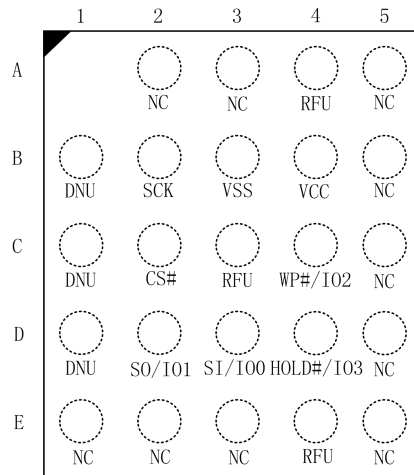 1 2 3 4 5
A
NC NC RFU NC
B
DNU SCK VSS VCC NC
C
DNU CS# RFU WP#/IO2 NC
D
DNU SO/IO1 SI/IO0 HOLD#/IO3 NC
E
NC NC NC RFU NC